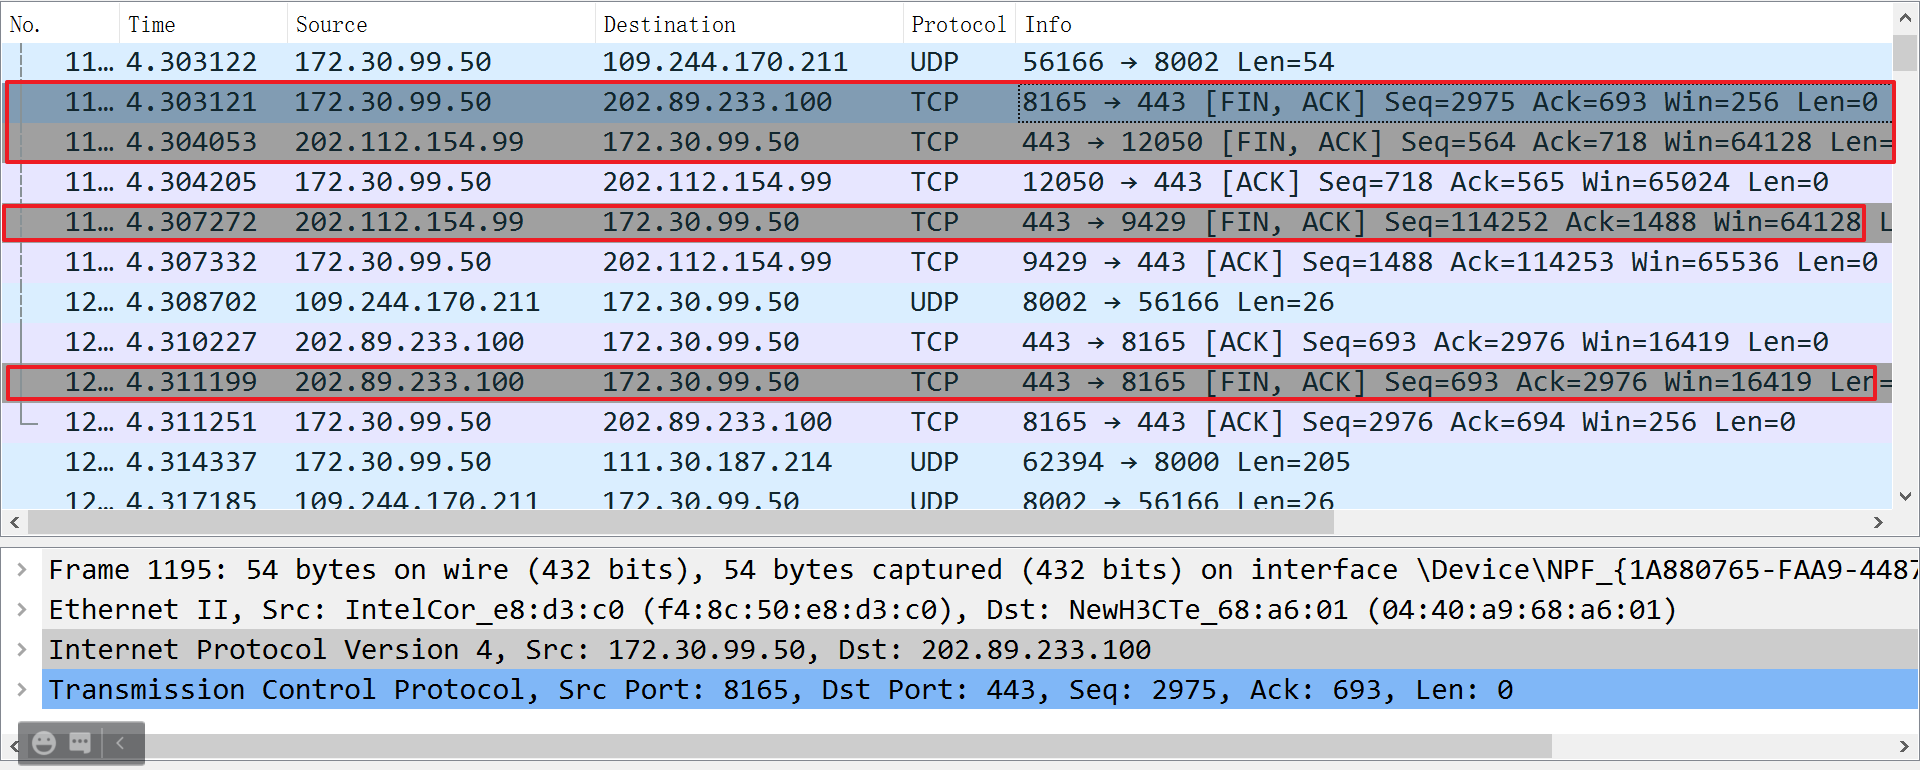 No. Time Source Destination Protocol Info
11… 4.303122 172.30.99.50 109.244.170.211 UDP 56166 → 8002 Len=54
11… 4.303121 172.30.99.50 202.89.233.100 TCP 8165 → 443 [FIN, ACK] Seq=2975 Ack=693 Win=256 Len=0
11… 4.304053 202.112.154.99 172.30.99.50 TCP 443 → 12050 [FIN, ACK] Seq=564 Ack=718 Win=64128 Len=
11… 4.304205 172.30.99.50 202.112.154.99 TCP 12050 → 443 [ACK] Seq=718 Ack=565 Win=65024 Len=0
11… 4.307272 202.112.154.99 172.30.99.50 TCP 443 → 9429 [FIN, ACK] Seq=114252 Ack=1488 Win=64128 L
11… 4.307332 172.30.99.50 202.112.154.99 TCP 9429 → 443 [ACK] Seq=1488 Ack=114253 Win=65536 Len=0
12… 4.308702 109.244.170.211 172.30.99.50 UDP 8002 → 56166 Len=26
12… 4.310227 202.89.233.100 172.30.99.50 TCP 443 → 8165 [ACK] Seq=693 Ack=2976 Win=16419 Len=0
12… 4.311199 202.89.233.100 172.30.99.50 TCP 443 → 8165 [FIN, ACK] Seq=693 Ack=2976 Win=16419 Len=
12… 4.311251 172.30.99.50 202.89.233.100 TCP 8165 → 443 [ACK] Seq=2976 Ack=694 Win=256 Len=0
12… 4.314337 172.30.99.50 111.30.187.214 UDP 62394 → 8000 Len=205
12… 4.317185 109.244.170.211 172.30.99.50 UDP 8002 → 56166 Len=26
Frame 1195: 54 bytes on wire (432 bits), 54 bytes captured (432 bits) on interface \Device\NPF_{1A880765-FAA9-4487
Ethernet II, Src: IntelCor_e8:d3:c0 (f4:8c:50:e8:d3:c0), Dst: NewH3CTe_68:a6:01 (04:40:a9:68:a6:01)
Internet Protocol Version 4, Src: 172.30.99.50, Dst: 202.89.233.100
Transmission Control Protocol, Src Port: 8165, Dst Port: 443, Seq: 2975, Ack: 693, Len: 0